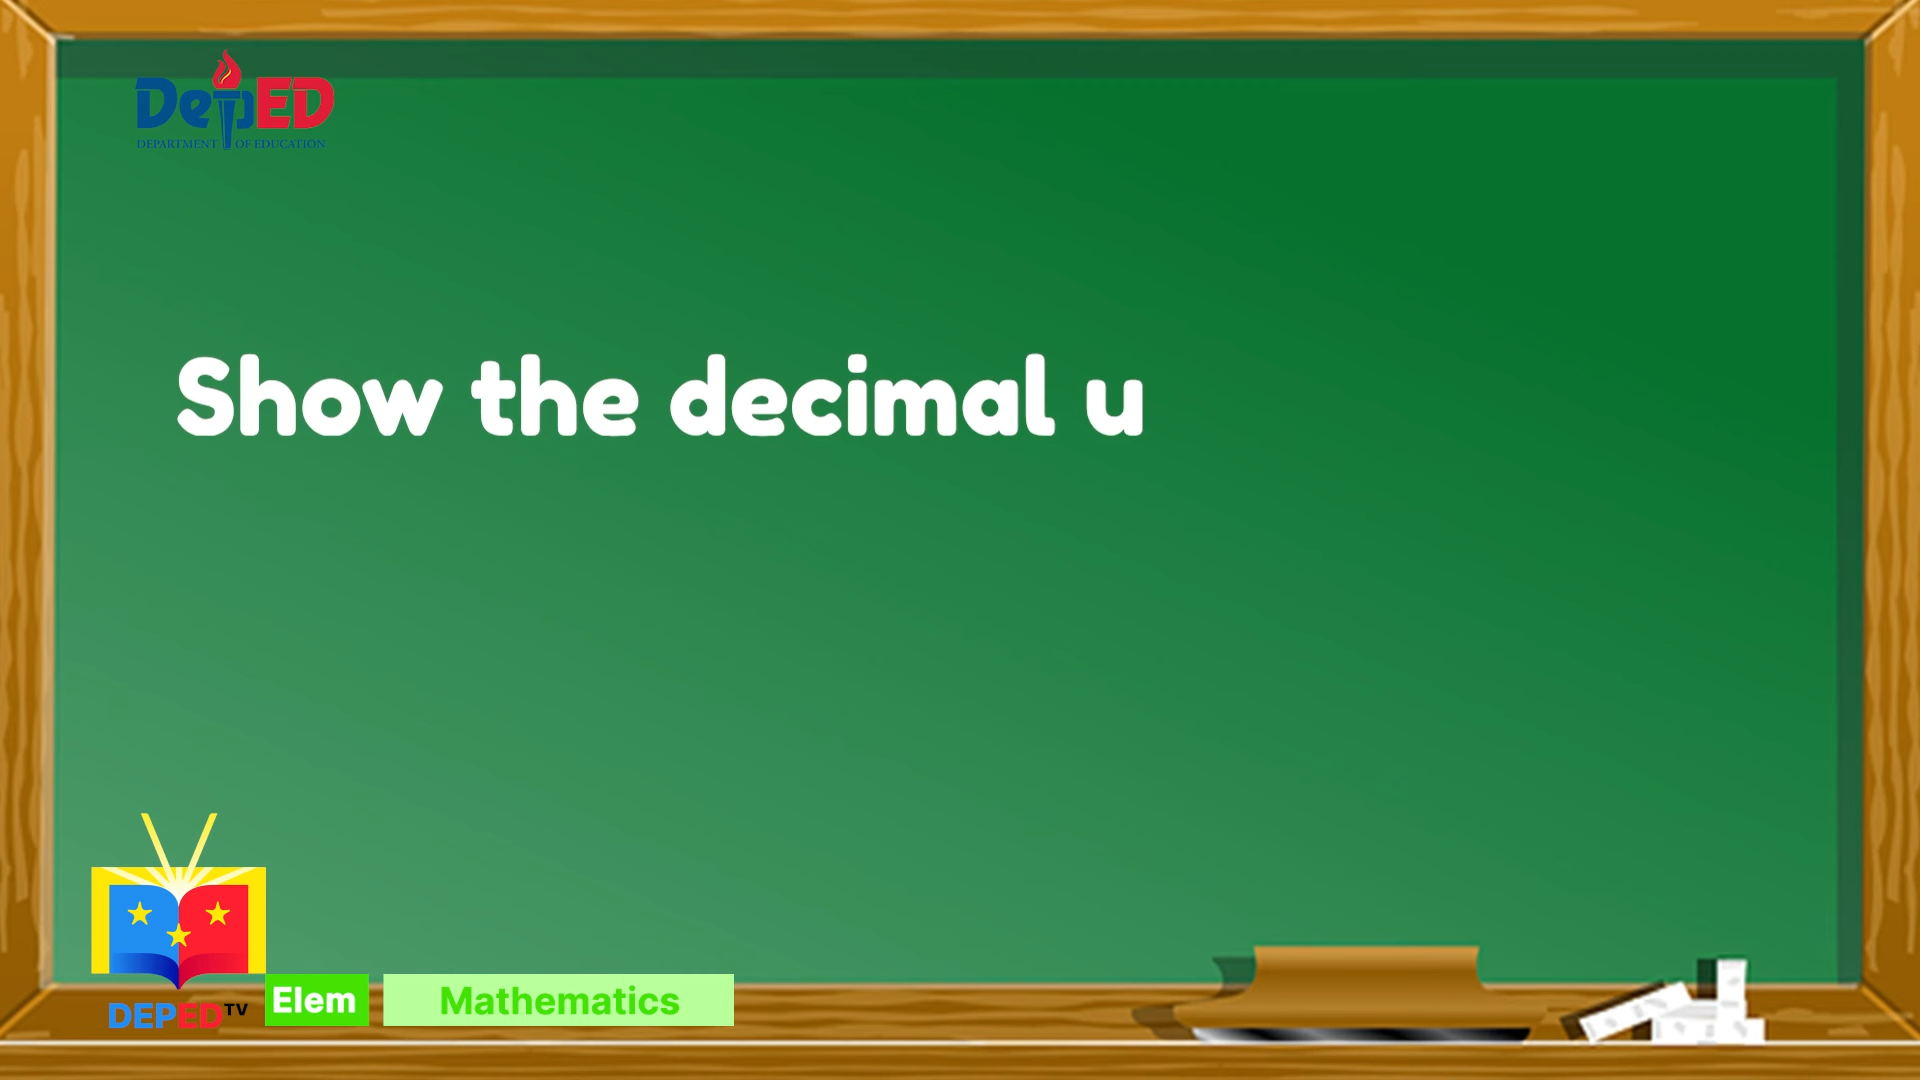 DepED
DEPARTMENT OF EDUCATION
Show the decimal u
DEPED TV
Elem
Mathematics